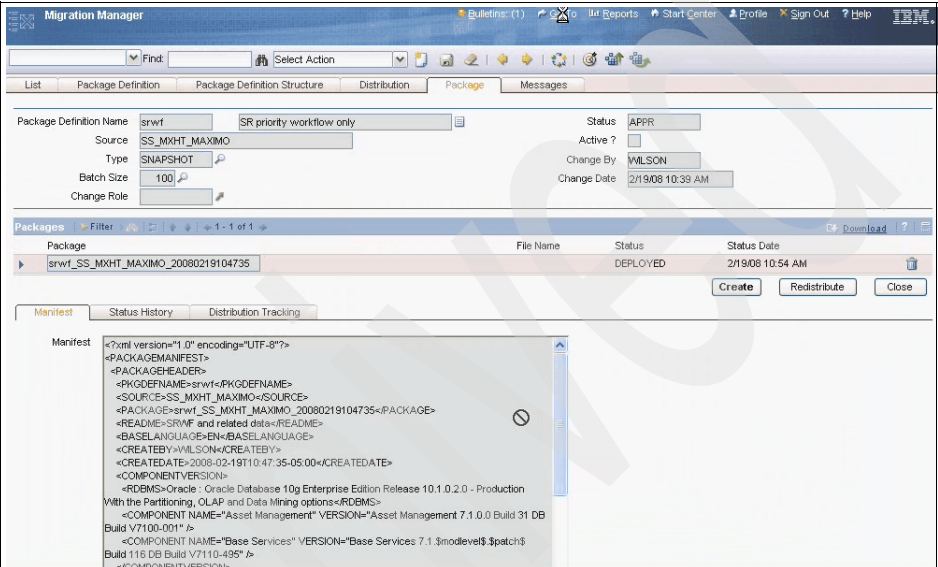 Migration Manager
Bulletins: (1) Reports Start Center Profile Sign Out ? Help IBM.
Find: Select Action
List Package Definition Package Definition Structure Distribution Package Messages
Package Definition Name srwf SR priority workflow only Status APPR
Source SS_MXHT_MAXIMO Active ?
Type SNAPSHOT Change By WILSON
Batch Size 100 Change Date 2/19/08 10:39 AM
Change Role
Packages Filter 1 - 1 of 1 Download ?
Package File Name Status Status Date
srwf_SS_MXHT_MAXIMO_20080219104735 DEPLOYED 2/19/08 10:54 AM
Create Redistribute Close
Manifest Status History Distribution Tracking
Manifest <?xml version="1.0" encoding="UTF-8"?>
<PACKAGEMANIFEST>
<PACKAGEHEADER>
<PKGDEFNAME>srwf</PKGDEFNAME>
<SOURCE>SS_MXHT_MAXIMO</SOURCE>
<PACKAGE>srwf_SS_MXHT_MAXIMO_20080219104735</PACKAGE>
<README>SRWF and related data</README>
<BASELANGUAGE>EN</BASELANGUAGE>
<CREATEBY>WILSON</CREATEBY>
<CREATEDATE>2008-02-19T10:47:35-05:00</CREATEDATE>
<COMPONENTVERSION>
<RDBMS>Oracle : Oracle Database 10g Enterprise Edition Release 10.1.0.2.0 - Production
With the Partitioning, OLAP and Data Mining options</RDBMS>
<COMPONENT NAME="Asset Management" VERSION="Asset Management 7.1.0.0 Build 31 DB
Build V7100-001" />
<COMPONENT NAME="Base Services" VERSION="Base Services 7.1.$modlevel$.$patch$
Build 116 DB Build V7110-495" />
</COMPONENTVERSION>